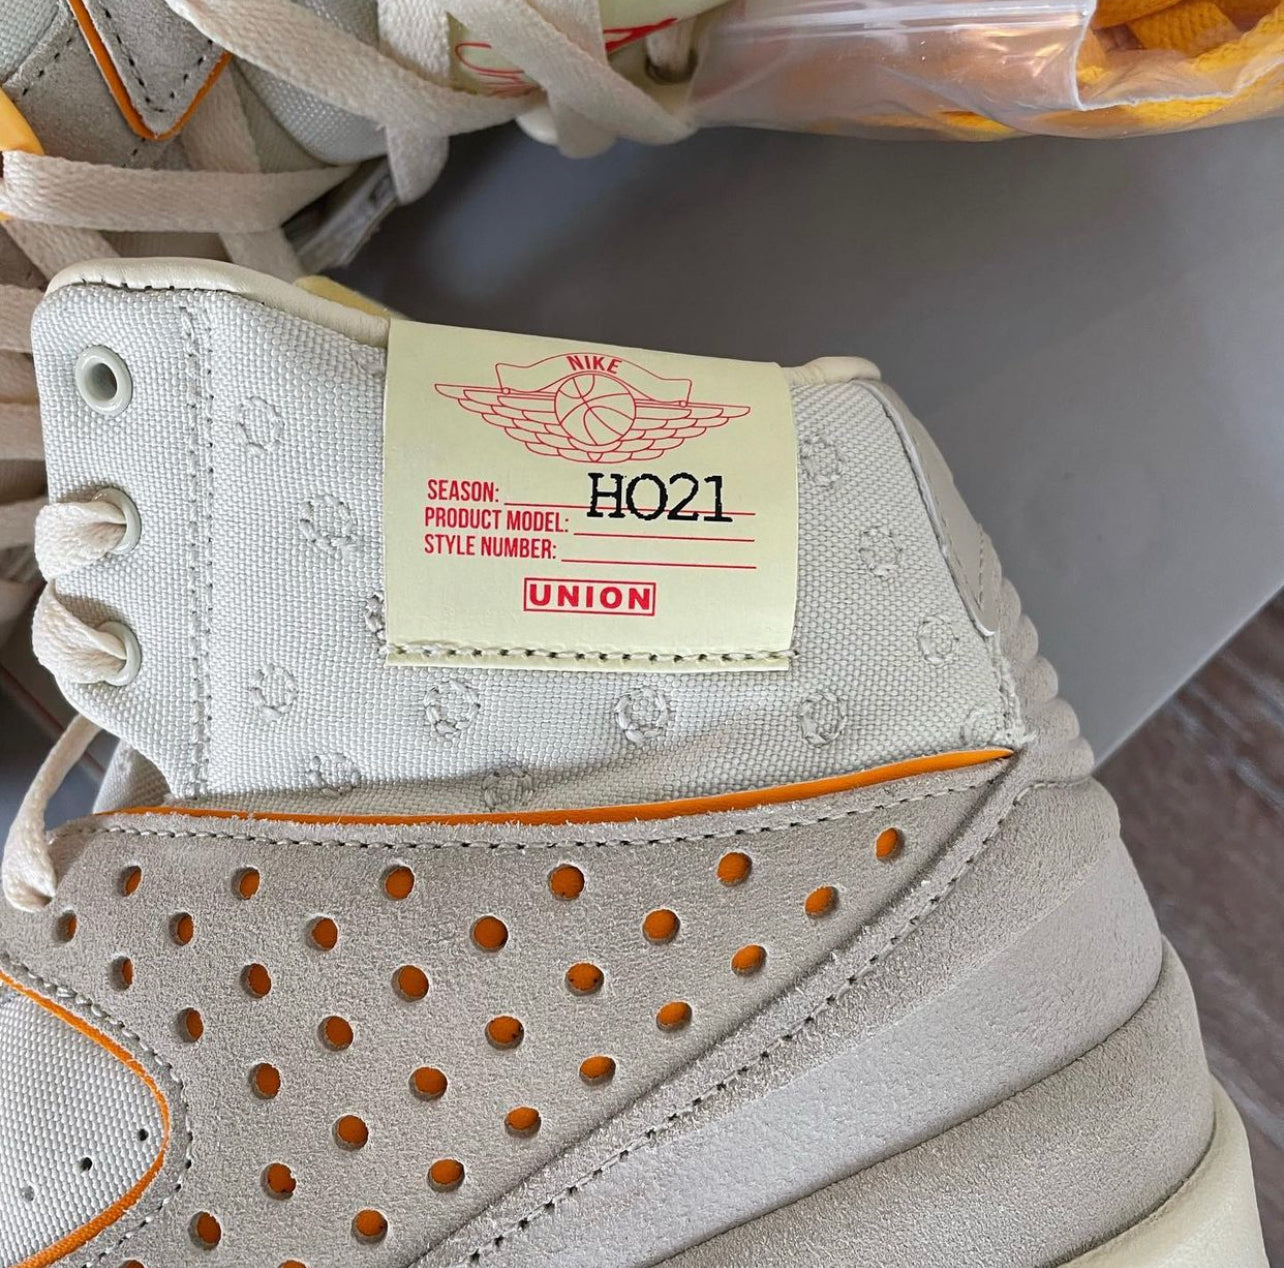 NIKE
SEASON: HO21
PRODUCT MODEL:
STYLE NUMBER:
UNION